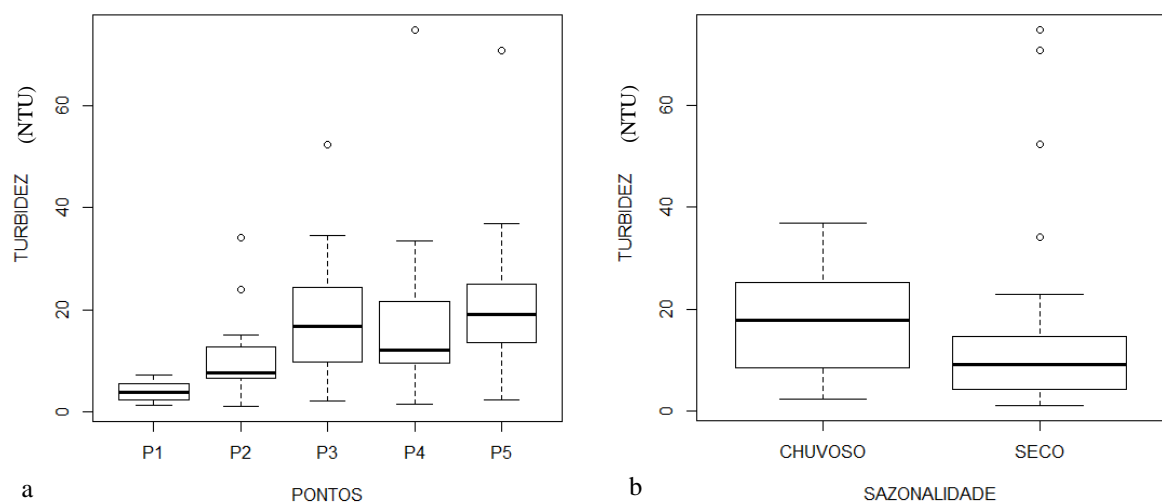 TURBIDEZ (NTU)
60
40
20
0
P1 P2 P3 P4 P5
PONTOS
a
TURBIDEZ (NTU)
60
40
20
0
CHUVOSO SECO
SAZONALIDADE
b